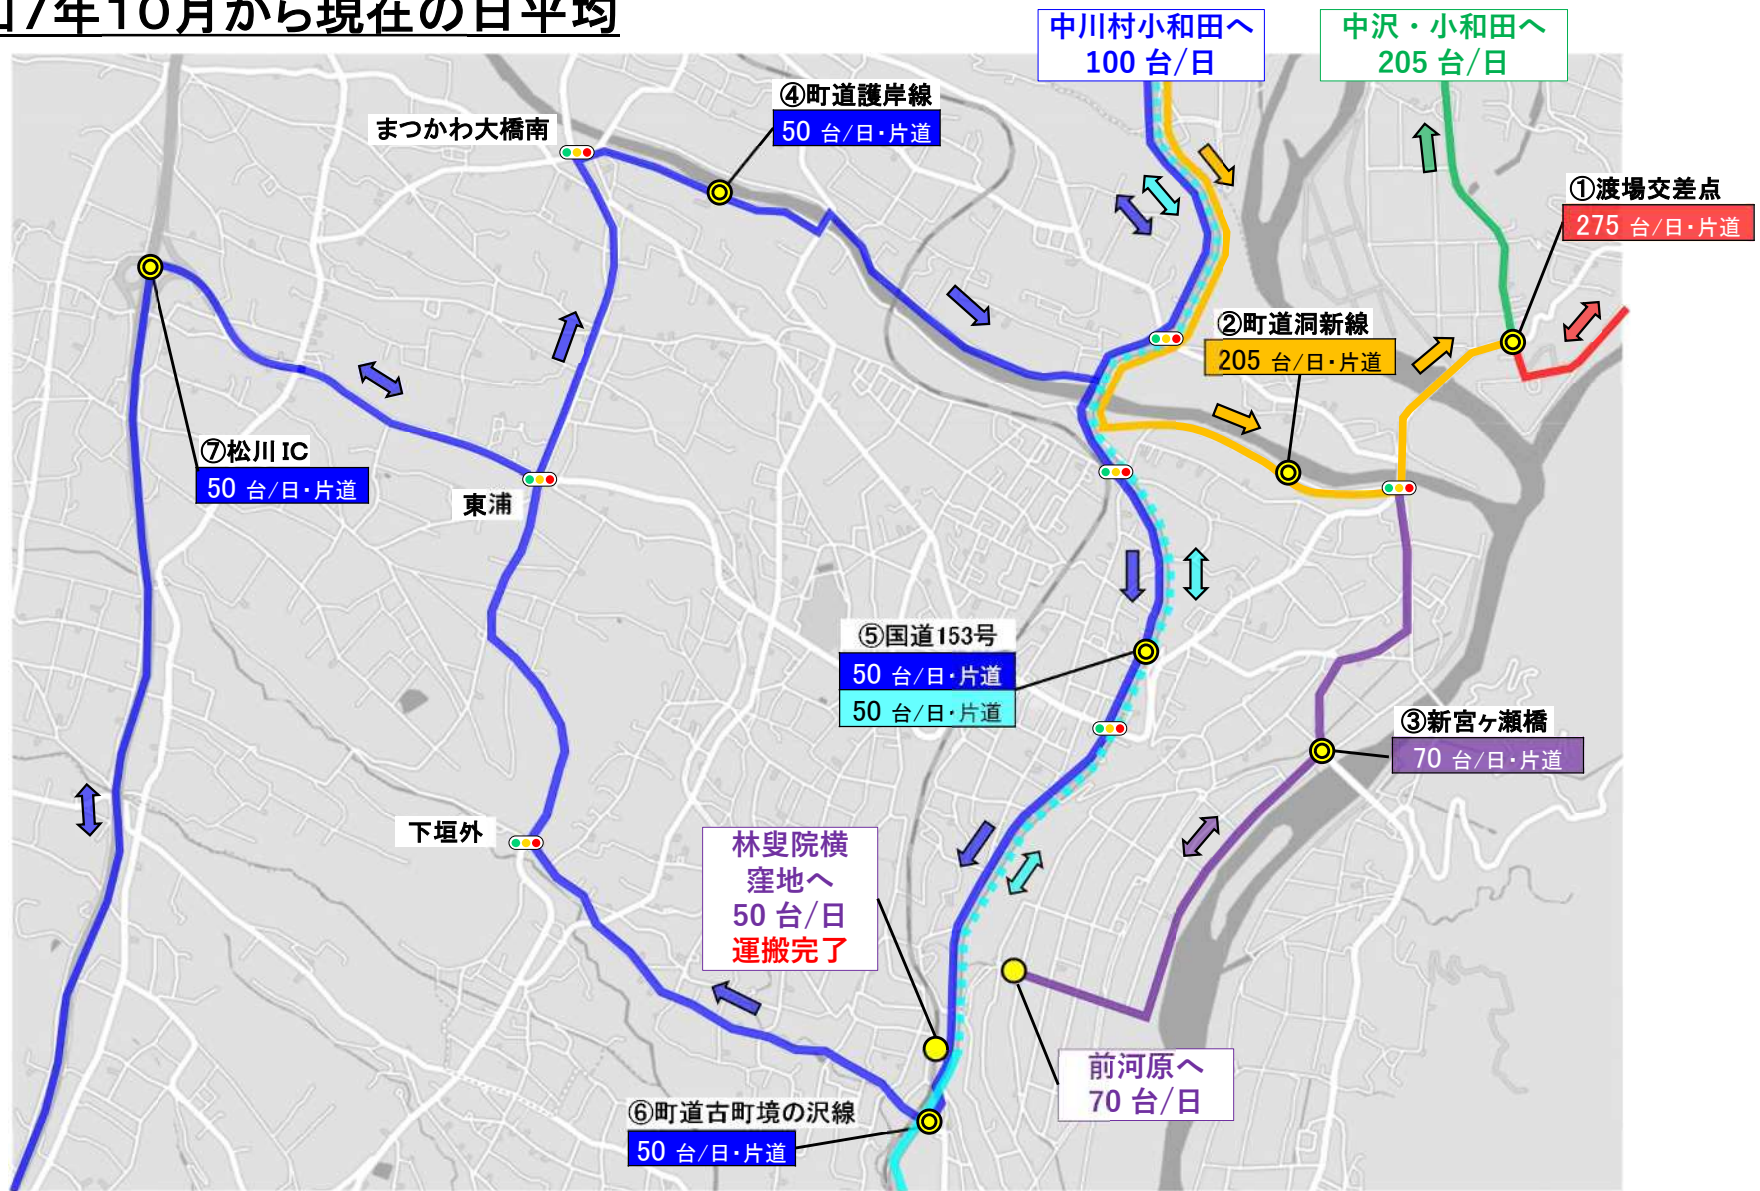 7年10月から現在の日平均
中川村小和田へ
100 台/日
中沢・小和田へ
205 台/日
④町道護岸線
50 台/日・片道
まつかわ大橋南
①渡場交差点
275 台/日・片道
②町道洞新線
205 台/日・片道
⑦松川IC
50 台/日・片道
東浦
⑤国道153号
50 台/日・片道
50 台/日・片道
③新宮ヶ瀬橋
70 台/日・片道
下垣外
林叟院横
窪地へ
50 台/日
運搬完了
前河原へ
70 台/日
⑥町道古町境の沢線
50 台/日・片道